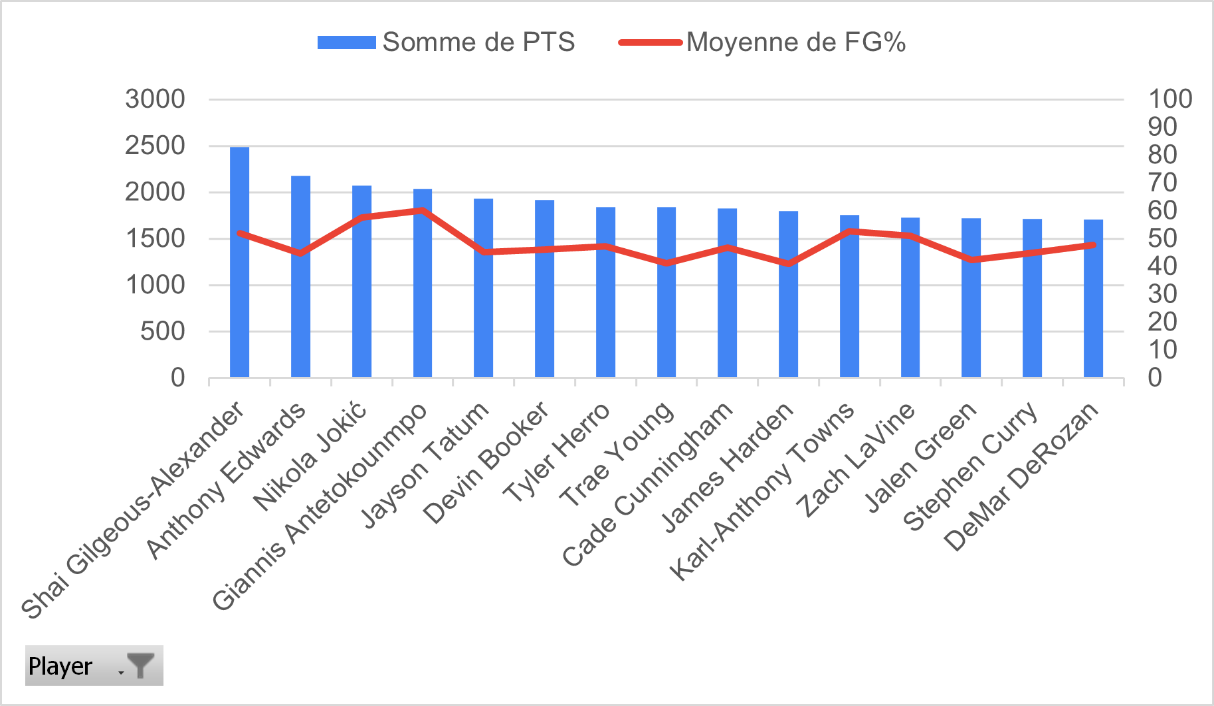 Somme de PTS Moyenne de FG%
3000
2500
2000
1500
1000
500
0
100
90
80
70
60
50
40
30
20
10
0
Shai Gilgeous-Alexander
Anthony Edwards
Nikola Jokić
Giannis Antetokounmpo
Jayson Tatum
Devin Booker
Tyler Herro
Trae Young
Cade Cunningham
James Harden
Karl-Anthony Towns
Zach LaVine
Jalen Green
Stephen Curry
DeMar DeRozan
Player